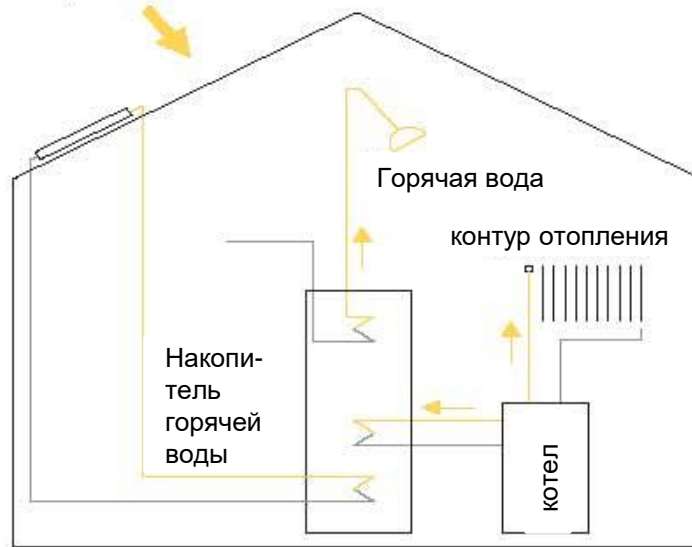 Горячая вода
контур отопления
Накопи-
тель
горячей
воды
котел